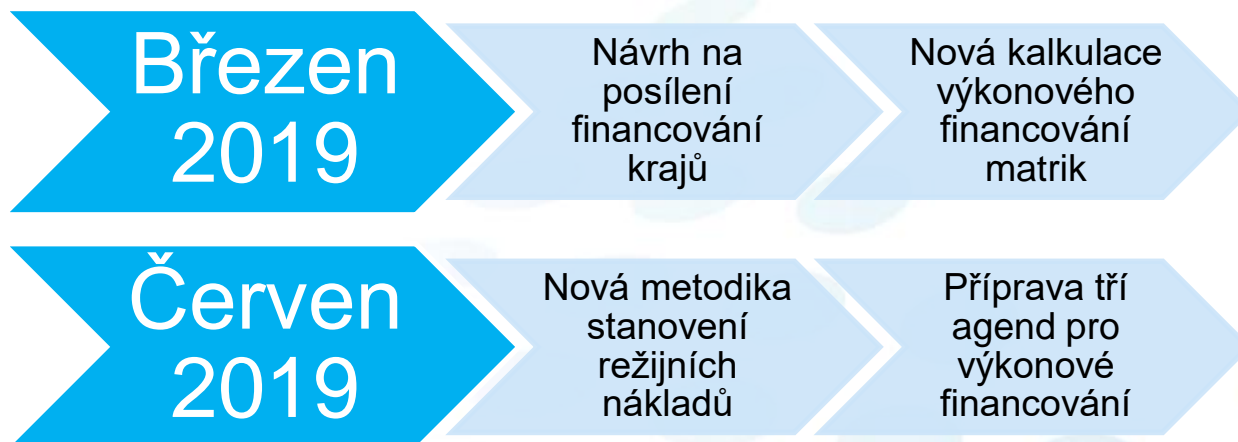 Březen
2019
Návrh na
posílení
financování
krajů
Nová kalkulace
výkonového
financování
matrik
Červen
2019
Nová metodika
stanovení
režijních
nákladů
Příprava tří
agend pro
výkonové
financování